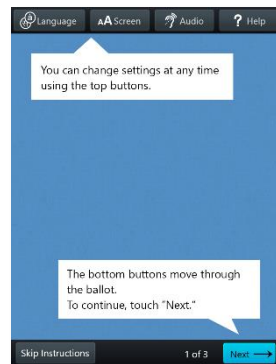 Language
AA Screen
Audio
? Help
You can change settings at any time
using the top buttons.
The bottom buttons move through
the ballot.
To continue, touch "Next."
Skip Instructions
1 of 3
Next →